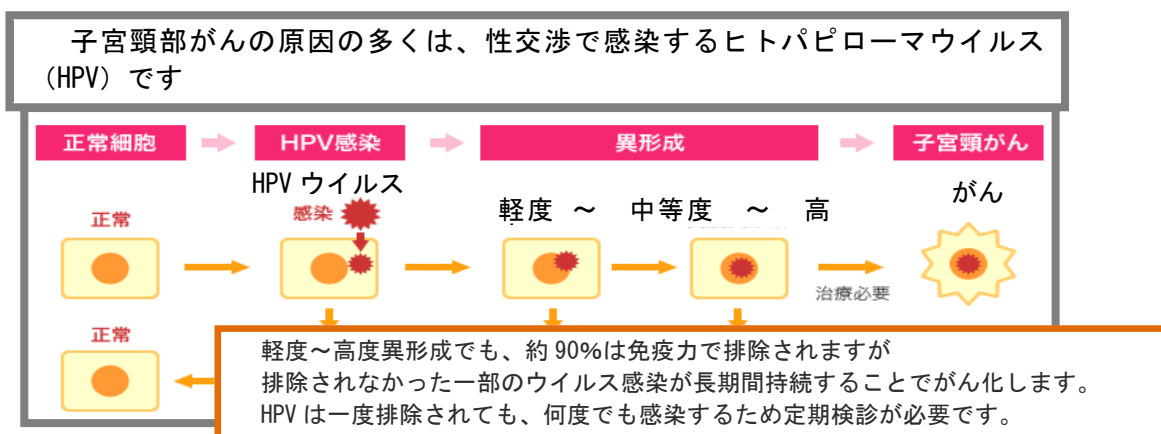 子宮頸部がんの原因の多くは、性交渉で感染するヒトパピローマウイルス
（HPV）です
正常細胞
HPV感染
異形成
子宮頸がん
HPV ウイルス
軽度 ～ 中等度 ～ 高
がん
正常
感染
治療必要
正常
軽度～高度異形成でも、約 90%は免疫力で排除されますが
排除されなかった一部のウイルス感染が長期間持続することでがん化します。
HPV は一度排除されても、何度でも感染するため定期検診が必要です。